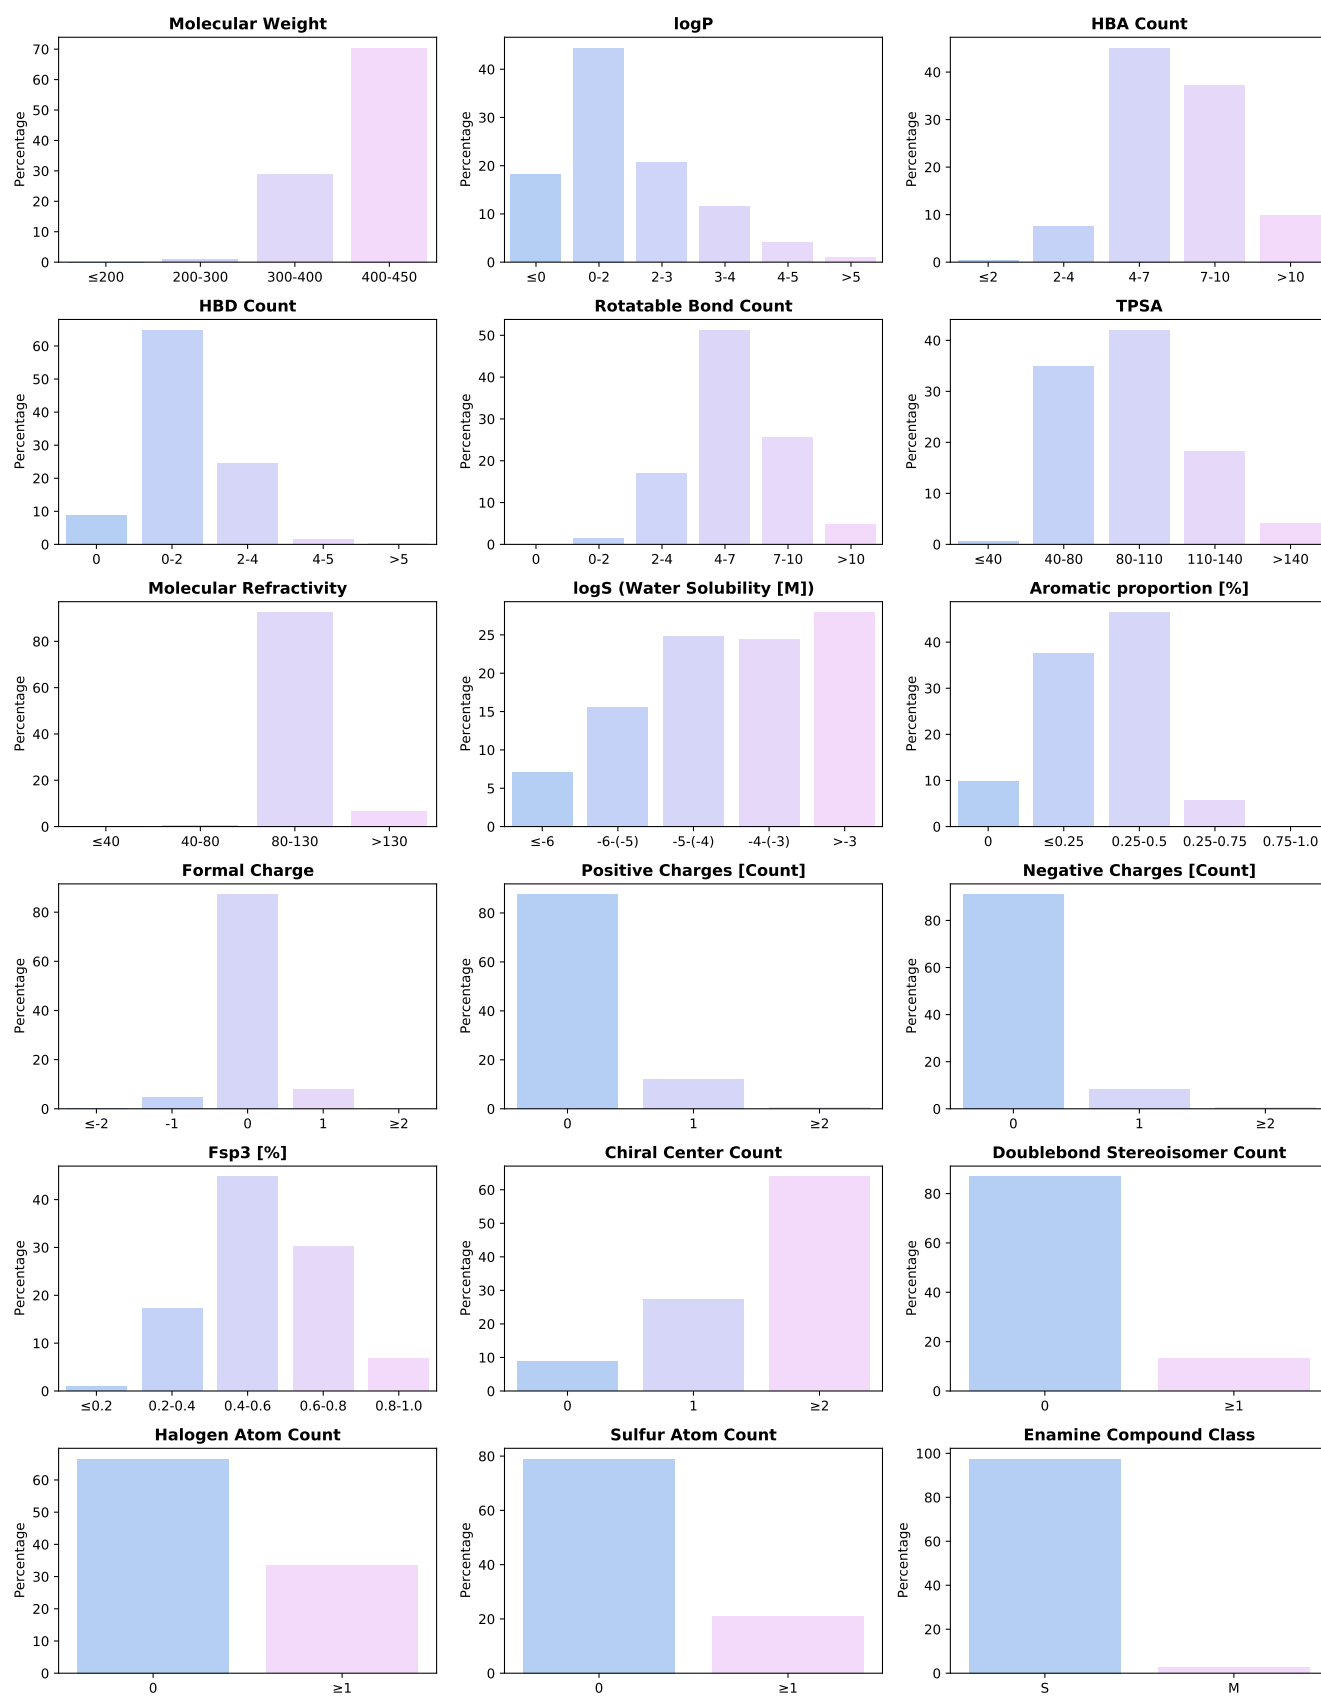 Molecular Weight
Percentage
70
60
50
40
30
20
10
0
≤200 200-300 300-400 400-450
logP
Percentage
40
30
20
10
0
≤0 0-2 2-3 3-4 4-5 >5
HBA Count
Percentage
40
30
20
10
0
≤2 2-4 4-7 7-10 >10
HBD Count
Percentage
60
50
40
30
20
10
0
0 0-2 2-4 4-5 >5
Rotatable Bond Count
Percentage
50
40
30
20
10
0
0 0-2 2-4 4-7 7-10 >10
TPSA
Percentage
40
30
20
10
0
≤40 40-80 80-110 110-140 >140
Molecular Refractivity
Percentage
80
60
40
20
0
≤40 40-80 80-130 >130
logS (Water Solubility [M])
Percentage
25
20
15
10
5
0
≤-6 -6-(-5) -5-(-4) -4-(-3) >-3
Aromatic proportion [%]
Percentage
40
30
20
10
0
0 ≤0.25 0.25-0.5 0.25-0.75 0.75-1.0
Formal Charge
Percentage
80
60
40
20
0
≤-2 -1 0 1 ≥2
Positive Charges [Count]
Percentage
80
60
40
20
0
0 1 ≥2
Negative Charges [Count]
Percentage
80
60
40
20
0
0 1 ≥2
Fsp3 [%]
Percentage
40
30
20
10
0
≤0.2 0.2-0.4 0.4-0.6 0.6-0.8 0.8-1.0
Chiral Center Count
Percentage
60
50
40
30
20
10
0
0 1 ≥2
Doublebond Stereoisomer Count
Percentage
80
60
40
20
0
0 ≥1
Halogen Atom Count
Percentage
60
50
40
30
20
10
0
0 ≥1
Sulfur Atom Count
Percentage
80
60
40
20
0
0 ≥1
Enamine Compound Class
Percentage
100
80
60
40
20
0
S M